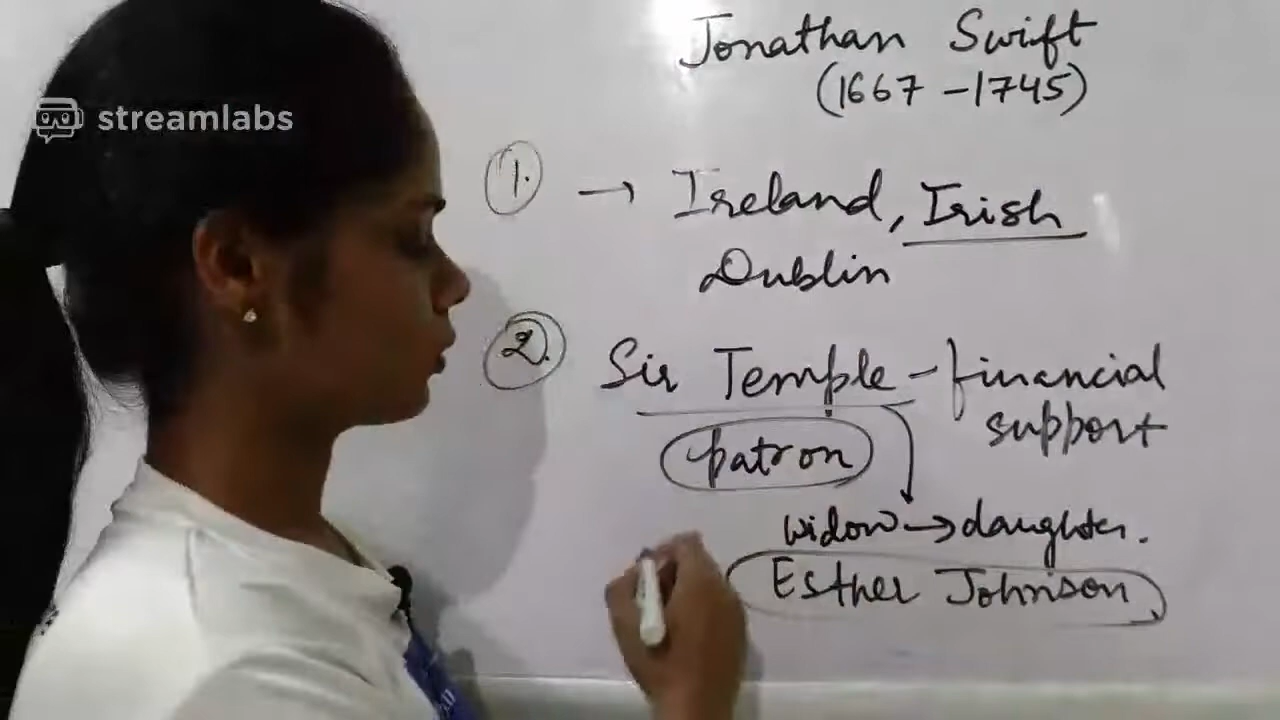 streamlabs
Jonathan Swift
(1667 - 1745)
1. → Ireland, Irish
Dublin
2. Sir Temple - financial
support
patron
widow → daughter.
Esther Johnson